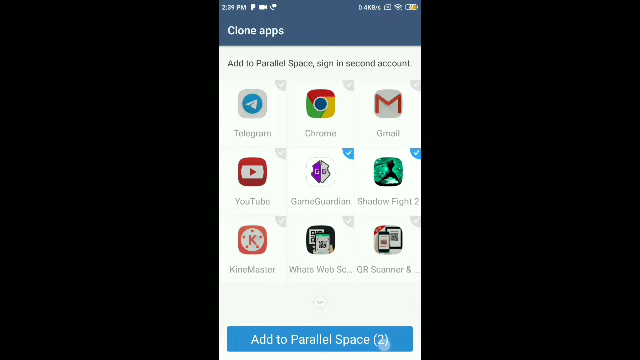 2:39 PM
0.4KB/s
Clone apps
Add to Parallel Space, sign in second account.
Telegram Chrome Gmail
YouTube GameGuardian Shadow Fight 2
KineMaster Whats Web Sc... QR Scanner & ...
Add to Parallel Space (2)